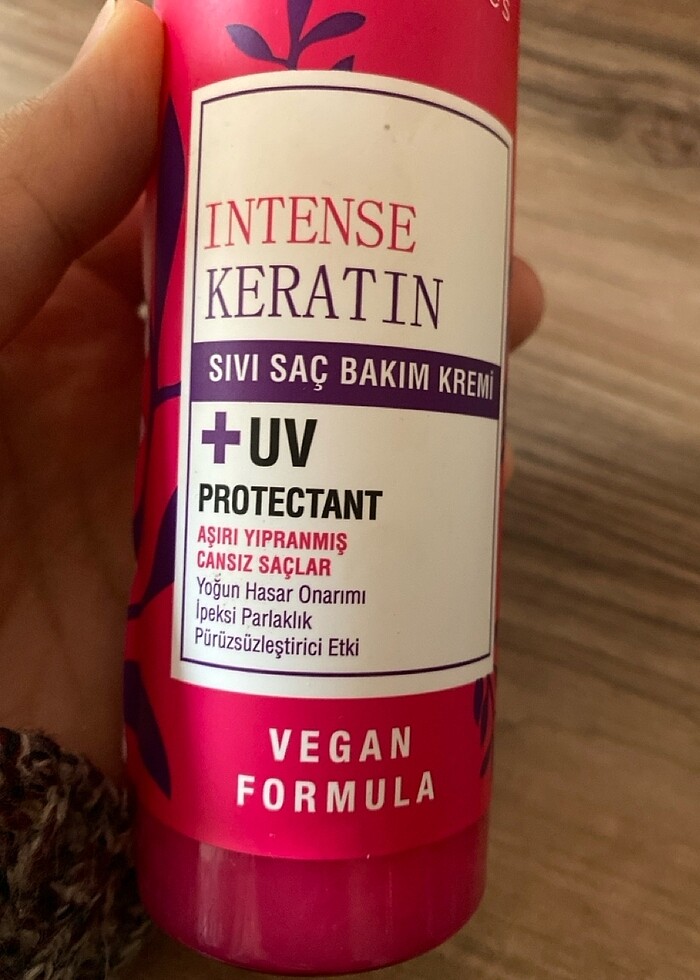 INTENSE
KERATIN
SIVI SAÇ BAKIM KREMİ
+UV
PROTECTANT
AŞIRI YIPRANMIŞ
CANSIZ SAÇLAR
Yoğun Hasar Onarımı
İpeksi Parlaklık
Pürüzsüzleştirici Etki
VEGAN
FORMULA